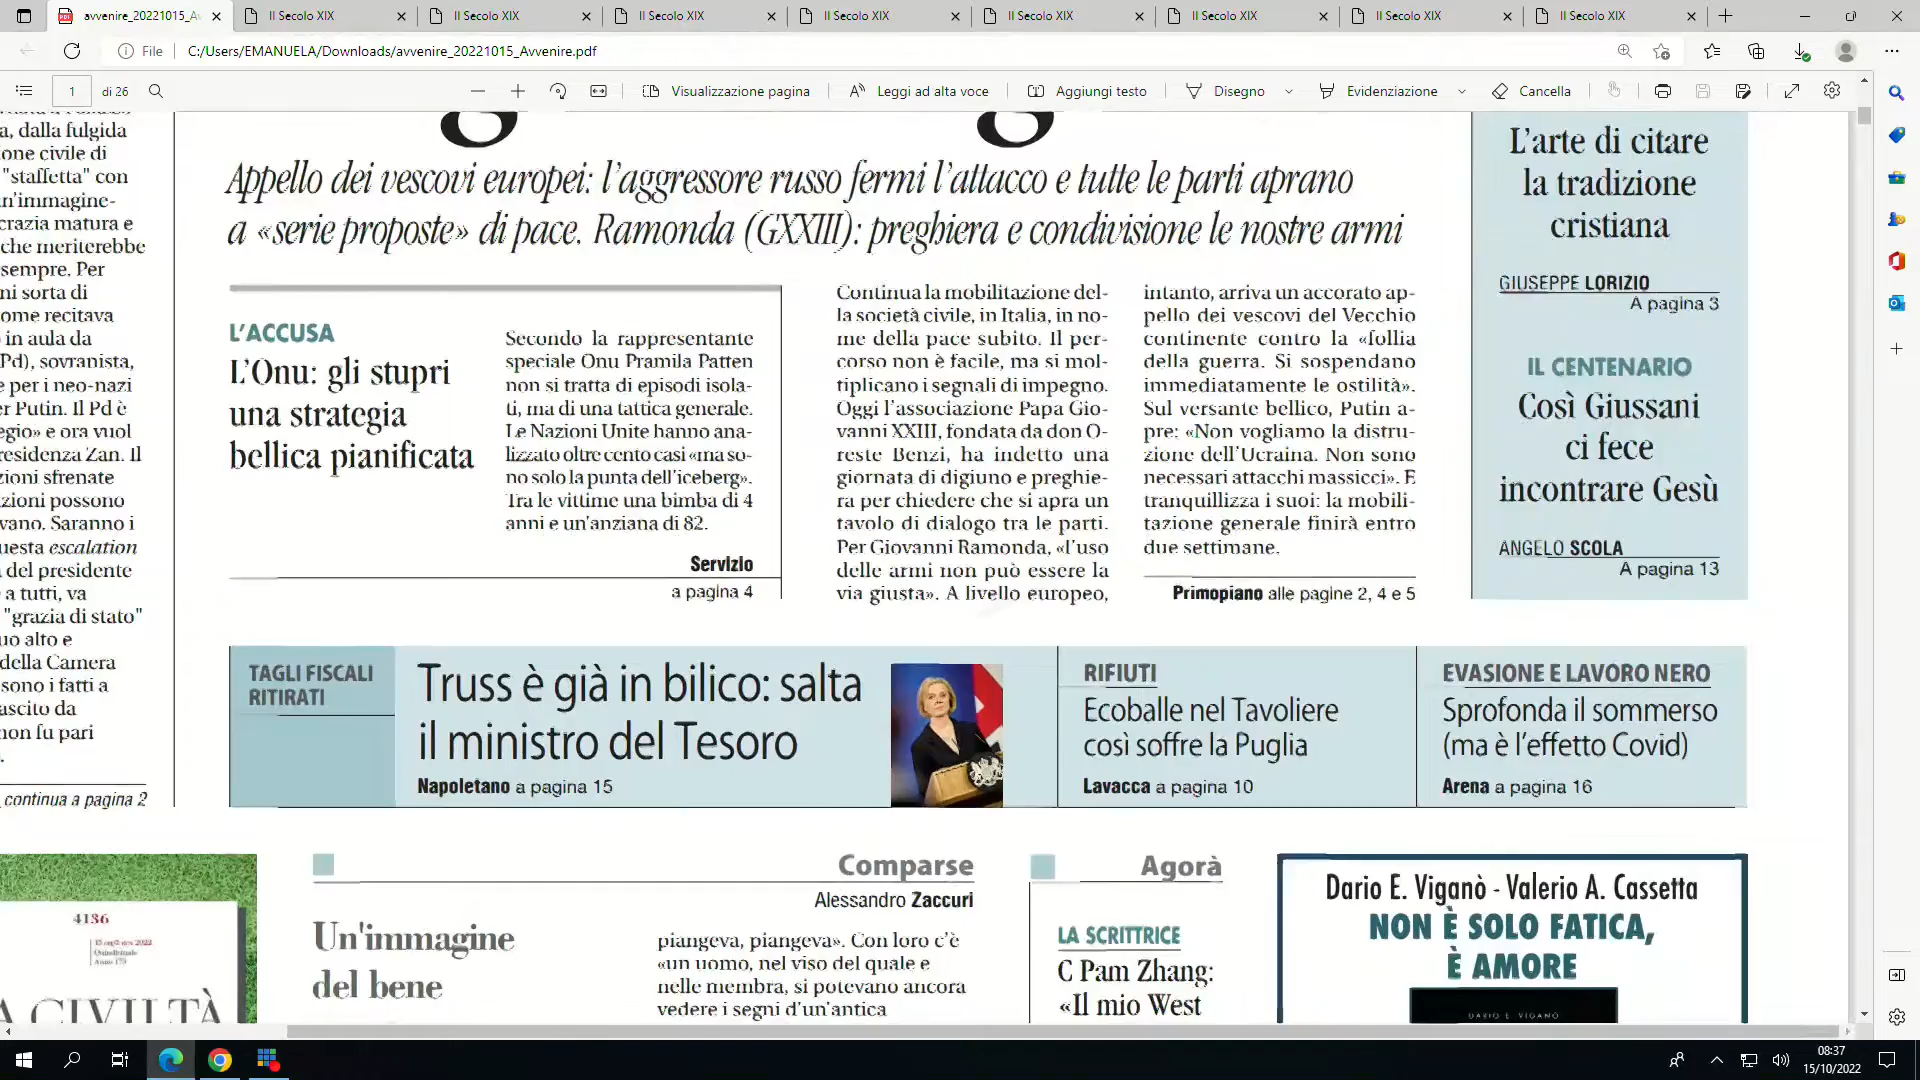 avvenire_20221015_Av
Il Secolo XIX
Il Secolo XIX
Il Secolo XIX
Il Secolo XIX
Il Secolo XIX
Il Secolo XIX
Il Secolo XIX
Il Secolo XIX
File
C:/Users/EMANUELA/Downloads/avvenire_20221015_Avvenire.pdf
1 di 26
Visualizzazione pagina
Leggi ad alta voce
Aggiungi testo
Disegno
Evidenziazione
Cancella
a, dalla fulgida
one civile di
"staffetta" con
n'immagine-
crazia matura e
che meriterebbe
sempre. Per
ni sorta di
ome recitava
o in aula da
Pd), sovranista,
e per i neo-nazi
er Putin. Il Pd è
egio» e ora vuol
residenza Zan. Il
zioni sfrenate
azioni possono
vano. Saranno i
uesta escalation
a del presidente
o a tutti, va
"grazia di stato"
uo alto e
della Camera
sono i fatti a
ascito da
non fu pari
continua a pagina 2
Appello dei vescovi europei: l'aggressore russo fermi l'attacco e tutte le parti aprano
a «serie proposte» di pace. Ramonda (GXXIII): preghiera e condivisione le nostre armi
L'ACCUSA
L'Onu: gli stupri
una strategia
bellica pianificata
Secondo la rappresentante
speciale Onu Pramila Patten
non si tratta di episodi isola-
ti, ma di una tattica generale.
Le Nazioni Unite hanno ana-
lizzato oltre cento casi «ma so-
no solo la punta dell'iceberg».
Tra le vittime una bimba di 4
anni e un'anziana di 82.
Servizio
a pagina 4
Continua la mobilitazione del-
la società civile, in Italia, in no-
me della pace subito. Il per-
corso non è facile, ma si mol-
tiplicano i segnali di impegno.
Oggi l'associazione Papa Gio-
vanni XXIII, fondata da don O-
reste Benzi, ha indetto una
giornata di digiuno e preghie-
ra per chiedere che si apra un
tavolo di dialogo tra le parti.
Per Giovanni Ramonda, «l'uso
delle armi non può essere la
via giusta». A livello europeo,
intanto, arriva un accorato ap-
pello dei vescovi del Vecchio
continente contro la «follia
della guerra. Si sospendano
immediatamente le ostilità».
Sul versante bellico, Putin a-
pre: «Non vogliamo la distru-
zione dell'Ucraina. Non sono
necessari attacchi massicci». E
tranquillizza i suoi: la mobili-
tazione generale finirà entro
due settimane.
Primopiano alle pagine 2, 4 e 5
L'arte di citare
la tradizione
cristiana
GIUSEPPE LORIZIO
A pagina 3
IL CENTENARIO
Così Giussani
ci fece
incontrare Gesù
ANGELO SCOLA
A pagina 13
TAGLI FISCALI
RITIRATI
Truss è già in bilico: salta
il ministro del Tesoro
Napoletano a pagina 15
RIFIUTI
Ecoballe nel Tavoliere
così soffre la Puglia
Lavacca a pagina 10
EVASIONE E LAVORO NERO
Sprofonda il sommerso
(ma è l'effetto Covid)
Arena a pagina 16
4136
Quindicinale
Anno 173
A CIVILTÀ
Comparse
Alessandro Zaccuri
Un'immagine
del bene
piangeva, piangeva». Con loro c'è
«un uomo, nel viso del quale e
nelle membra, si potevano ancora
vedere i segni d'un'antica
Agorà
LA SCRITTRICE
C Pam Zhang:
«Il mio West
Dario E. Viganò - Valerio A. Cassetta
NON È SOLO FATICA,
È AMORE
DARIO E. VIGANÒ
08:37
15/10/2022